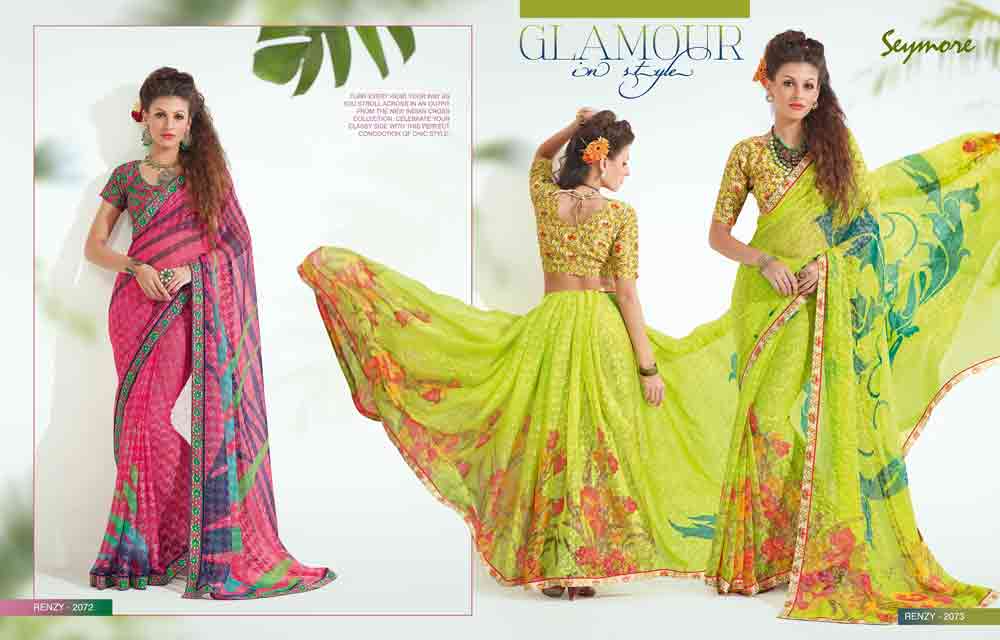 GLAMOUR
in style
Seymore
TURN EVERY HEAD YOUR WAY AS
YOU STROLL ACROSS IN AN OUTFIT
FROM THE NEW INDIAN CROSS
COLLECTION. CELEBRATE YOUR
CLASSY SIDE WITH THIS PERFECT
CONCOCTION OF CHIC STYLE.
RENZY - 2072
RENZY - 2073